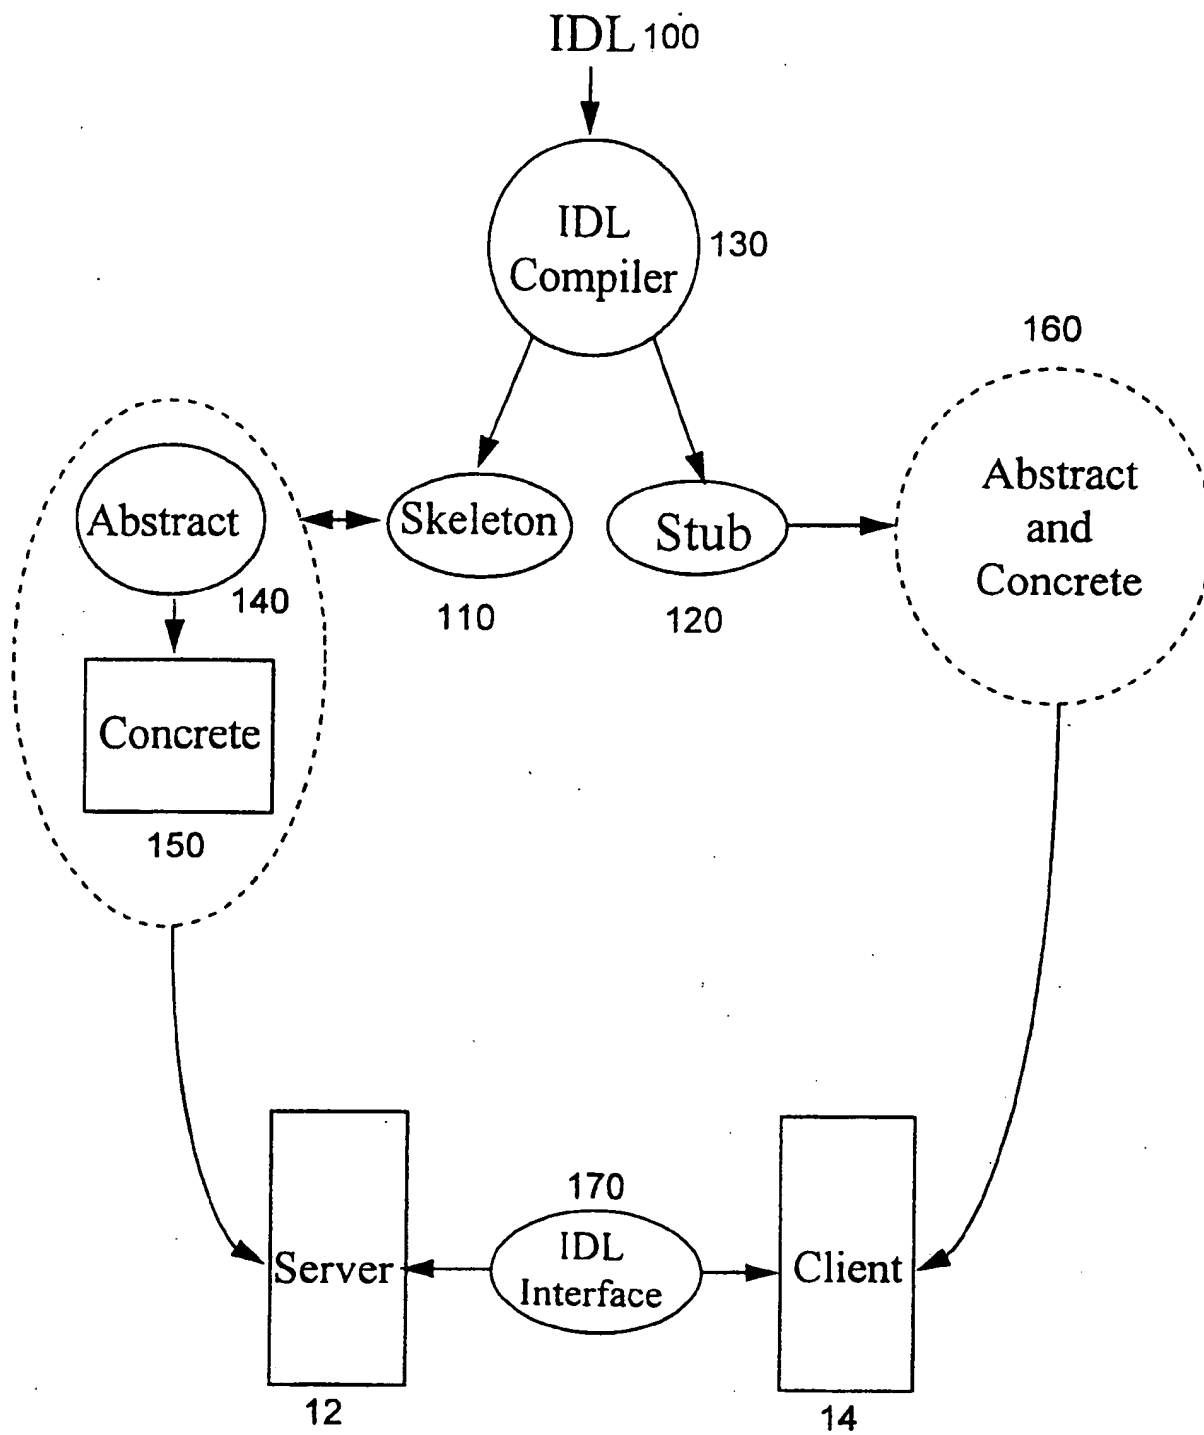 IDL 100
IDL
Compiler
130
160
Abstract
and
Concrete
Abstract
140
Skeleton
110
Stub
120
Concrete
150
170
IDL
Interface
Server
12
Client
14